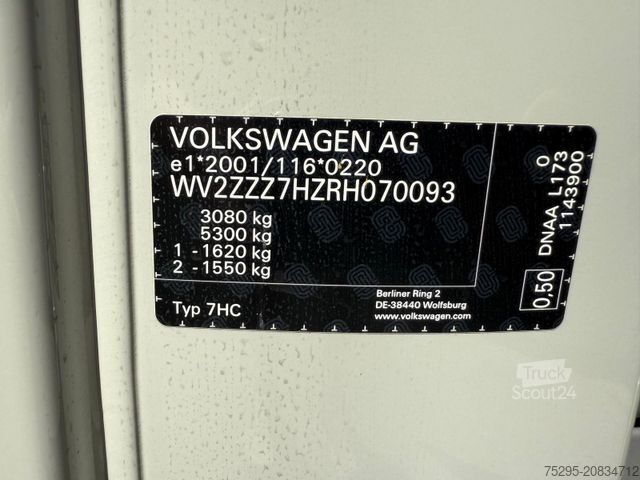 VOLKSWAGEN AG
e1*2001/116*0220
WV2ZZZ7HZRH070093
3080 kg
5300 kg
1 - 1620 kg
2 - 1550 kg
Typ 7HC
Berliner Ring 2
DE-38440 Wolfsburg
www.volkswagen.com
0,50
DNAA L173 0
1143900
Truck
Scout24
75295-20834712